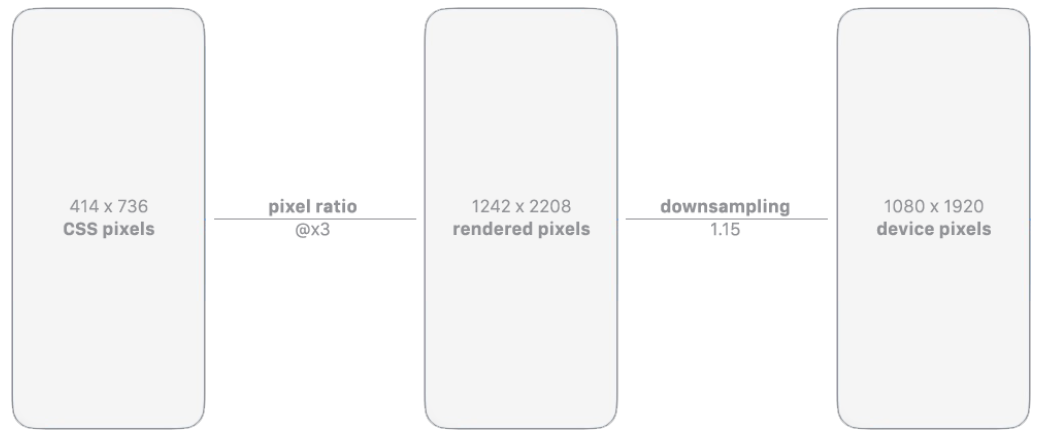 414 x 736
CSS pixels
pixel ratio
@x3
1242 x 2208
rendered pixels
downsampling
1.15
1080 x 1920
device pixels